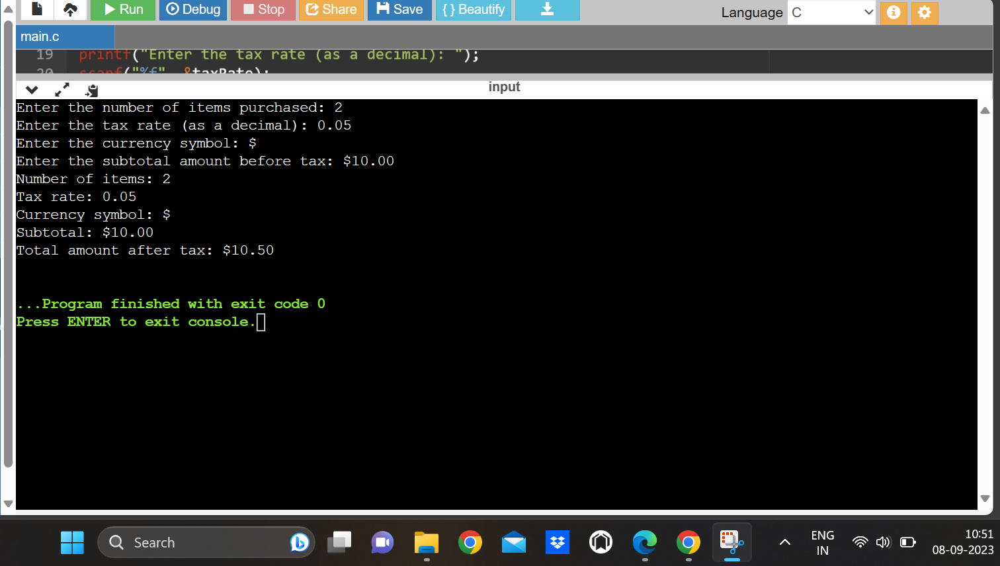 Run Debug Stop Share Save { } Beautify Language C
main.c
19 printf("Enter the tax rate (as a decimal): ");
20 scanf("%f", &taxRate);
input
Enter the number of items purchased: 2
Enter the tax rate (as a decimal): 0.05
Enter the currency symbol: $
Enter the subtotal amount before tax: $10.00
Number of items: 2
Tax rate: 0.05
Currency symbol: $
Subtotal: $10.00
Total amount after tax: $10.50
...Program finished with exit code 0
Press ENTER to exit console.
Search ENG IN 10:51
08-09-2023